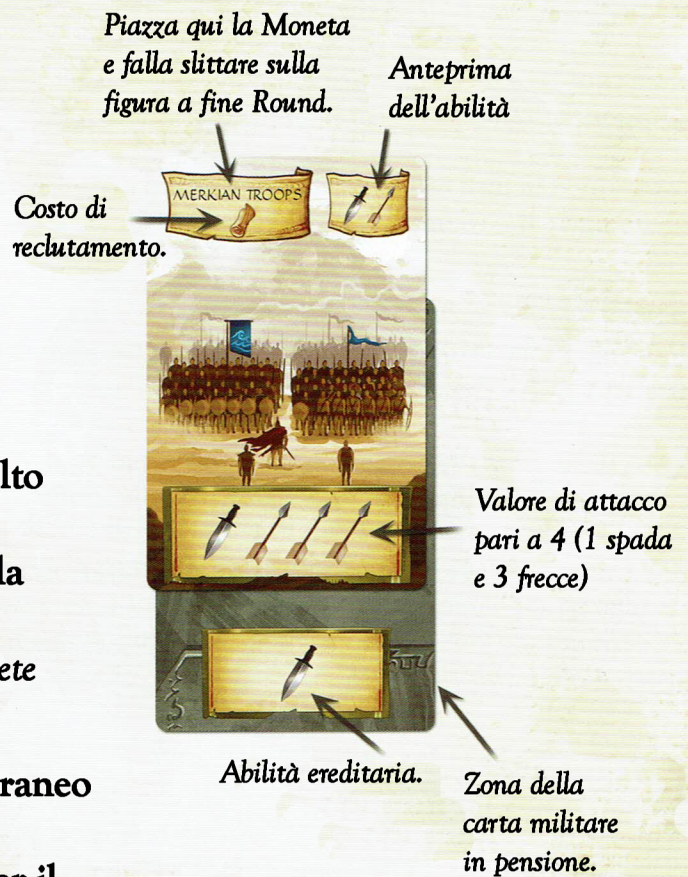 Piazza qui la Moneta
e falla slittare sulla
figura a fine Round.
Anteprima
dell'abilità
MERKIAN TROOPS
Costo di
reclutamento.
lto
la
ete
raneo
Valore di attacco
pari a 4 (1 spada
e 3 frecce)
Abilità ereditaria.
Zona della
carta militare
in pensione.